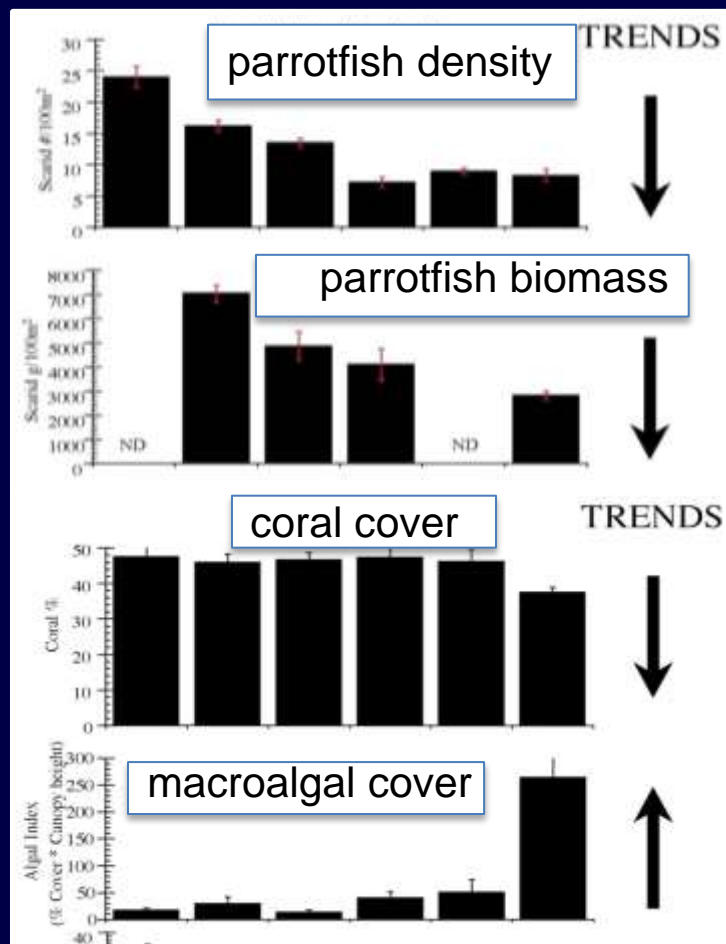 parrotfish density
TRENDS
Scarid #/100m²
30
25
20
15
10
5
0
parrotfish biomass
Scarid g/100m²
8000
7000
6000
5000
4000
3000
2000
1000
0
ND
ND
coral cover
TRENDS
Coral %
50
40
30
20
10
0
macroalgal cover
Algal Index
(% Cover * Canopy height)
300
250
200
150
100
50
0
40